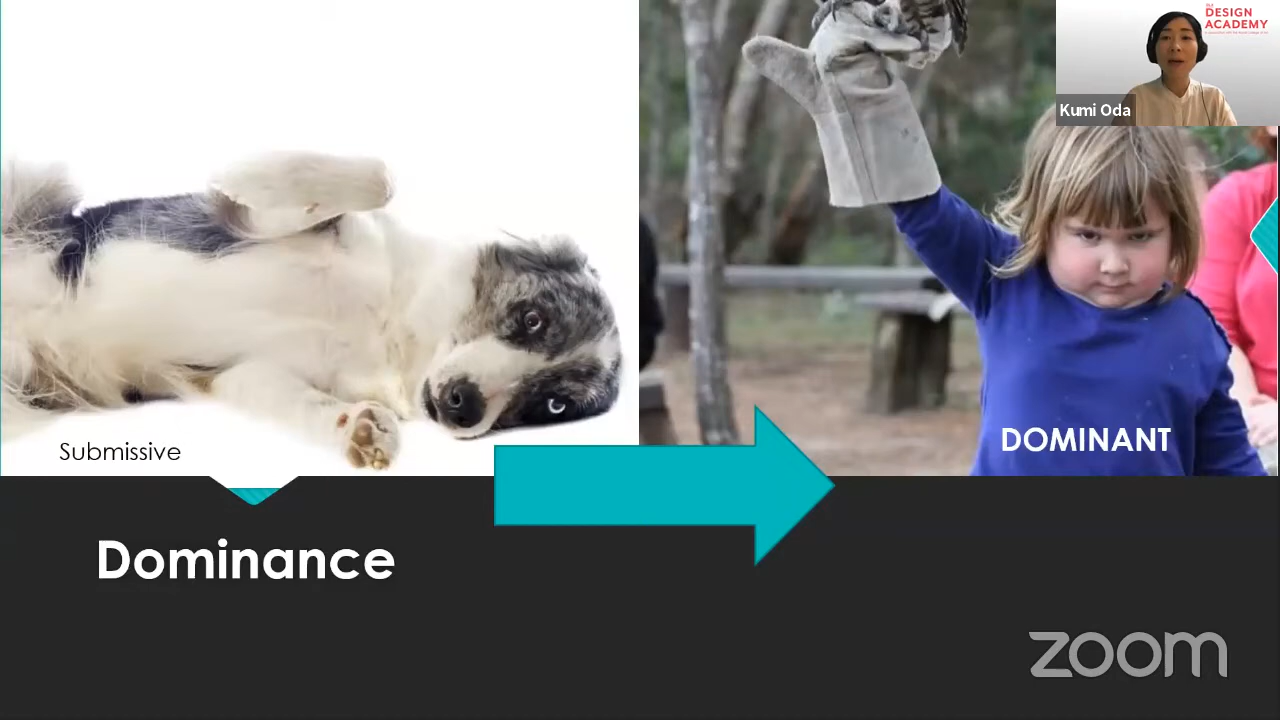 DESIGN
ACADEMY
Kumi Oda
Submissive
DOMINANT
Dominance
zoom